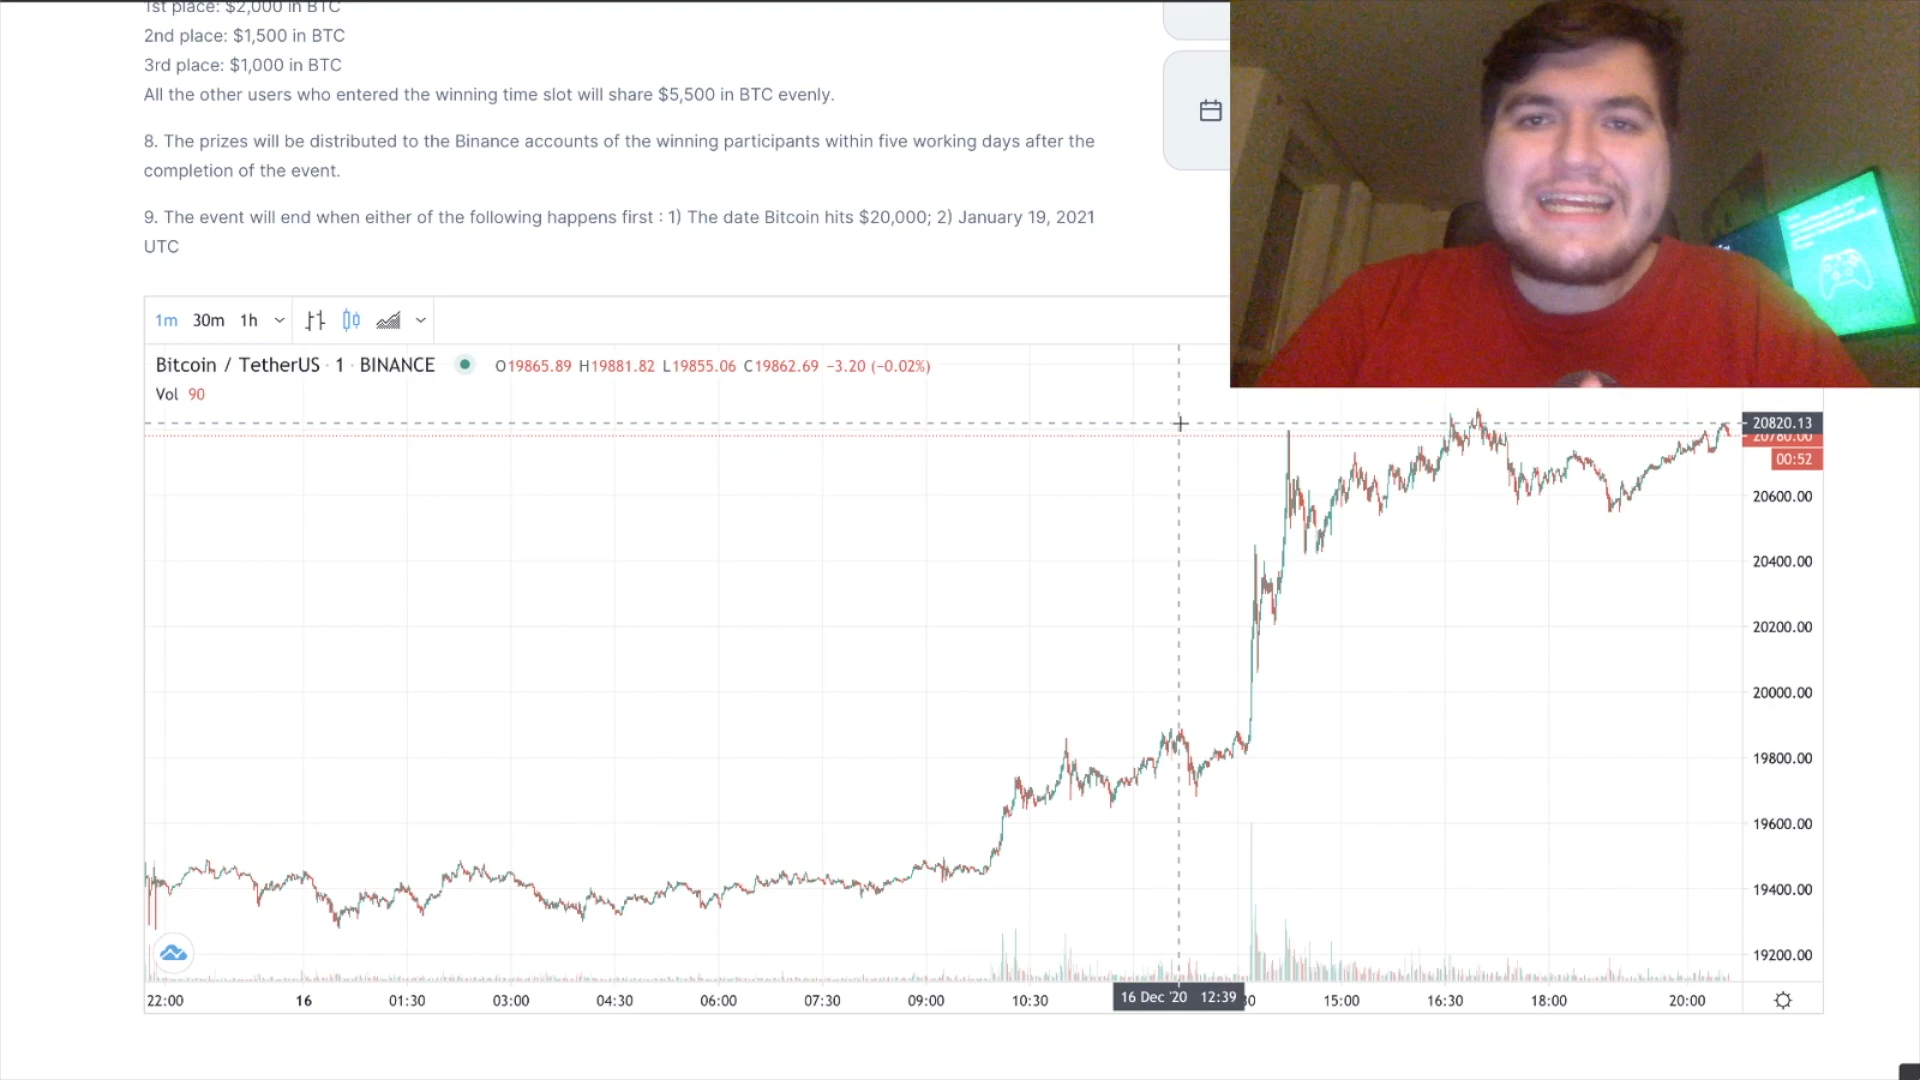 1st place: $2,000 in BTC
2nd place: $1,500 in BTC
3rd place: $1,000 in BTC
All the other users who entered the winning time slot will share $5,500 in BTC evenly.
8. The prizes will be distributed to the Binance accounts of the winning participants within five working days after the
completion of the event.
9. The event will end when either of the following happens first : 1) The date Bitcoin hits $20,000; 2) January 19, 2021
UTC
1m 30m 1h
Bitcoin / TetherUS · 1 · BINANCE O19865.89 H19881.82 L19855.06 C19862.69 −3.20 (−0.02%)
Vol 90
20820.13
20780.00
00:52
20600.00
20400.00
20200.00
20000.00
19800.00
19600.00
19400.00
19200.00
22:00 16 01:30 03:00 04:30 06:00 07:30 09:00 10:30 16 Dec '20 12:39 15:00 16:30 18:00 20:00